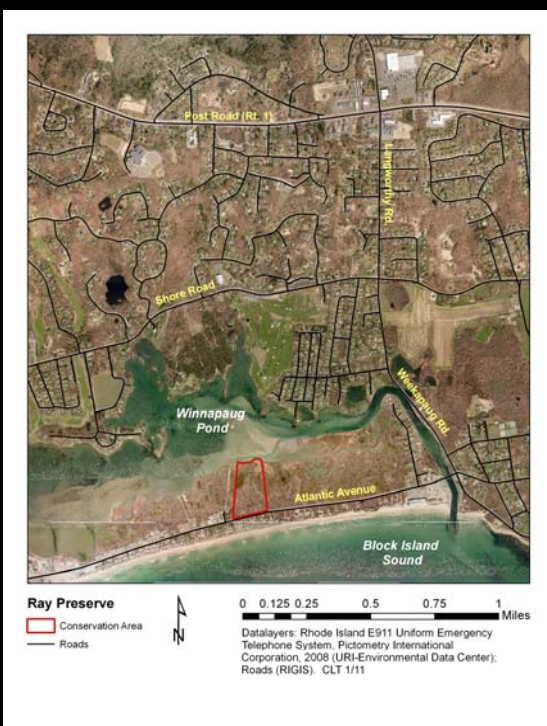 Post Road (Rt. 1)
Langworthy Rd.
Shore Road
Weekapaug Rd
Winnapaug
Pond
Atlantic Avenue
Block Island
Sound
Ray Preserve
Conservation Area
Roads
N
0 0.125 0.25 0.5 0.75 1
Miles
Datalayers: Rhode Island E911 Uniform Emergency
Telephone System, Pictometry International
Corporation, 2008 (URI-Environmental Data Center);
Roads (RIGIS). CLT 1/11